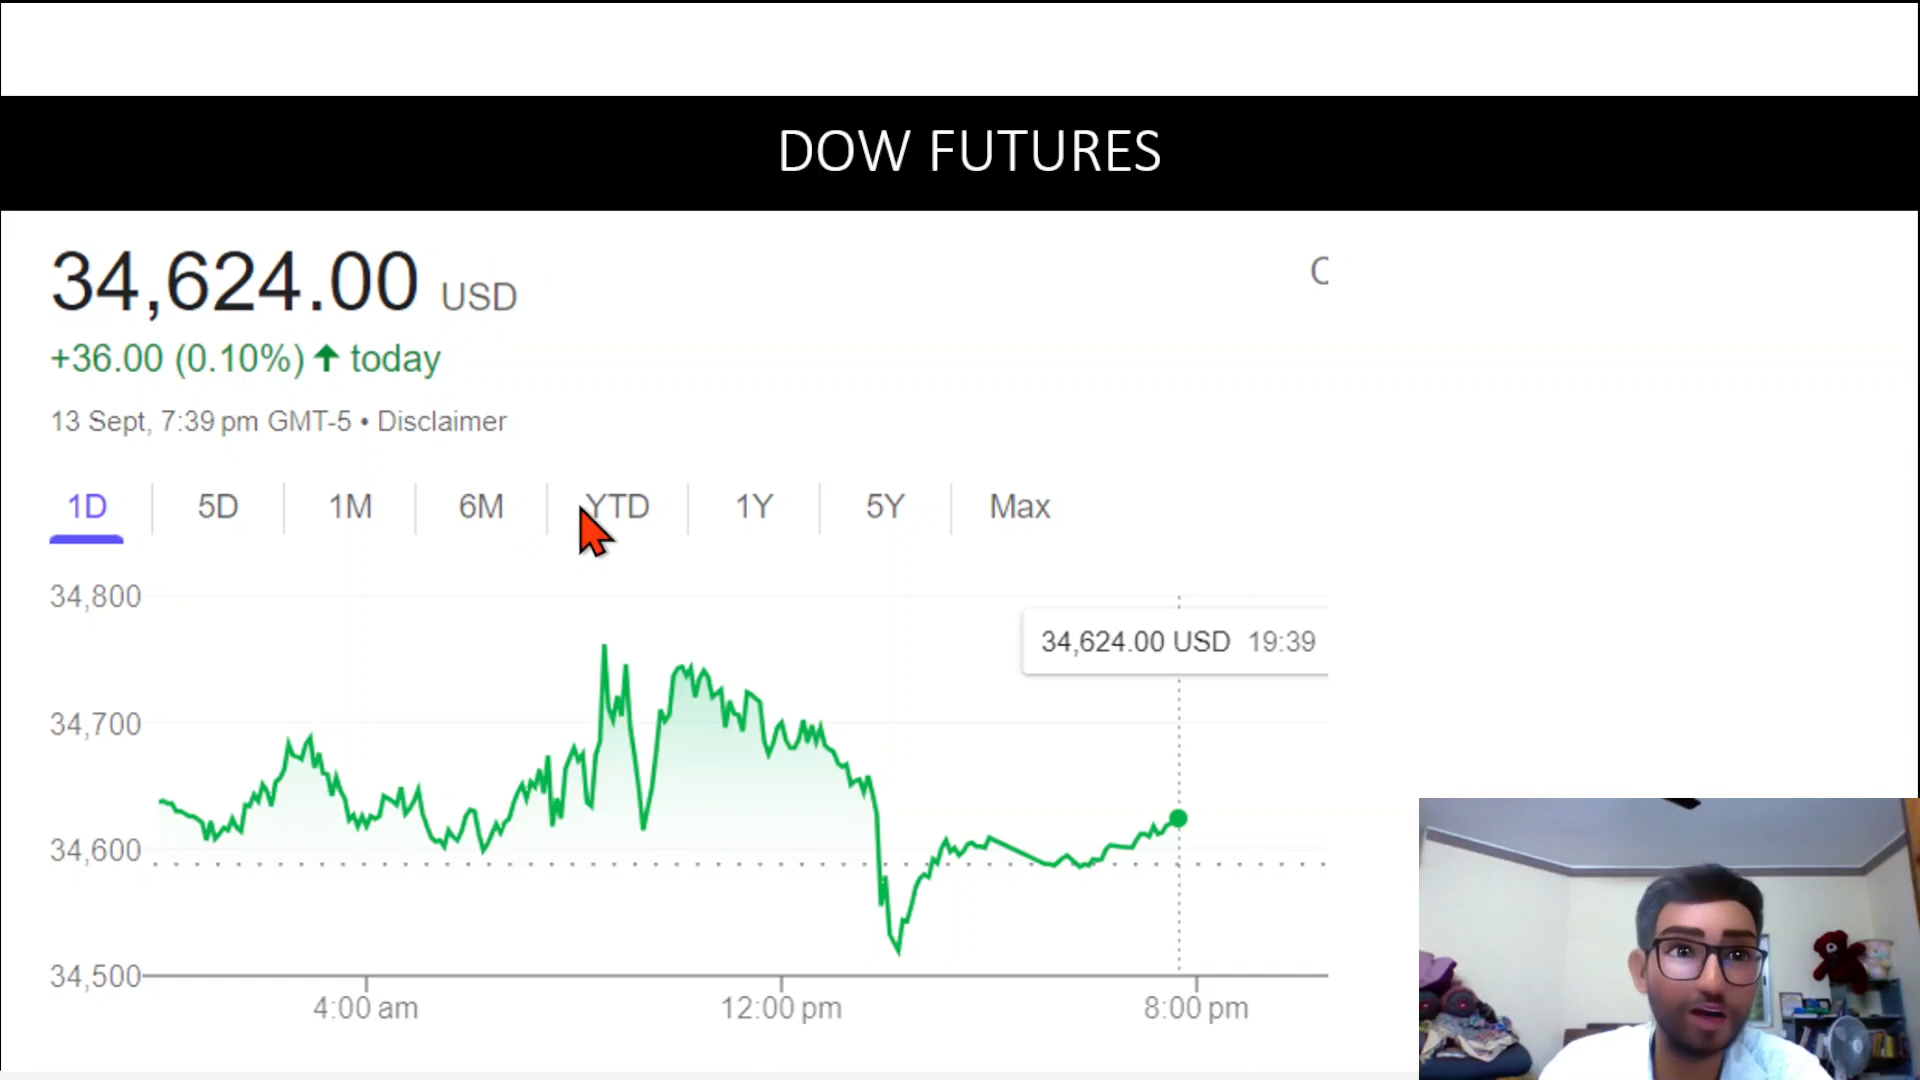 DOW FUTURES
34,624.00 USD
C
+36.00 (0.10%) ↑ today
13 Sept, 7:39 pm GMT-5 • Disclaimer
1D 5D 1M 6M YTD 1Y 5Y Max
34,800
34,624.00 USD 19:39
34,700
34,600
34,500
4:00 am 12:00 pm 8:00 pm